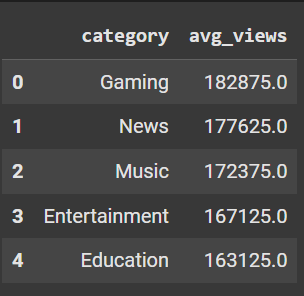 category avg_views
0 Gaming 182875.0
1 News 177625.0
2 Music 172375.0
3 Entertainment 167125.0
4 Education 163125.0